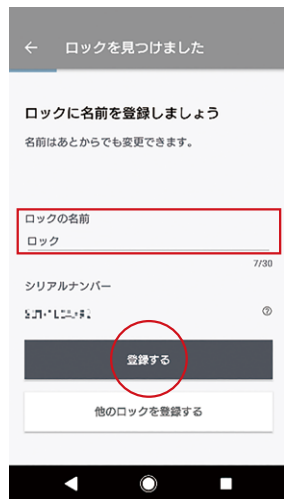 ロックを見つけました
ロックに名前を登録しましょう
名前はあとからでも変更できます。
ロックの名前
ロック
7/30
シリアルナンバー
登録する
他のロックを登録する